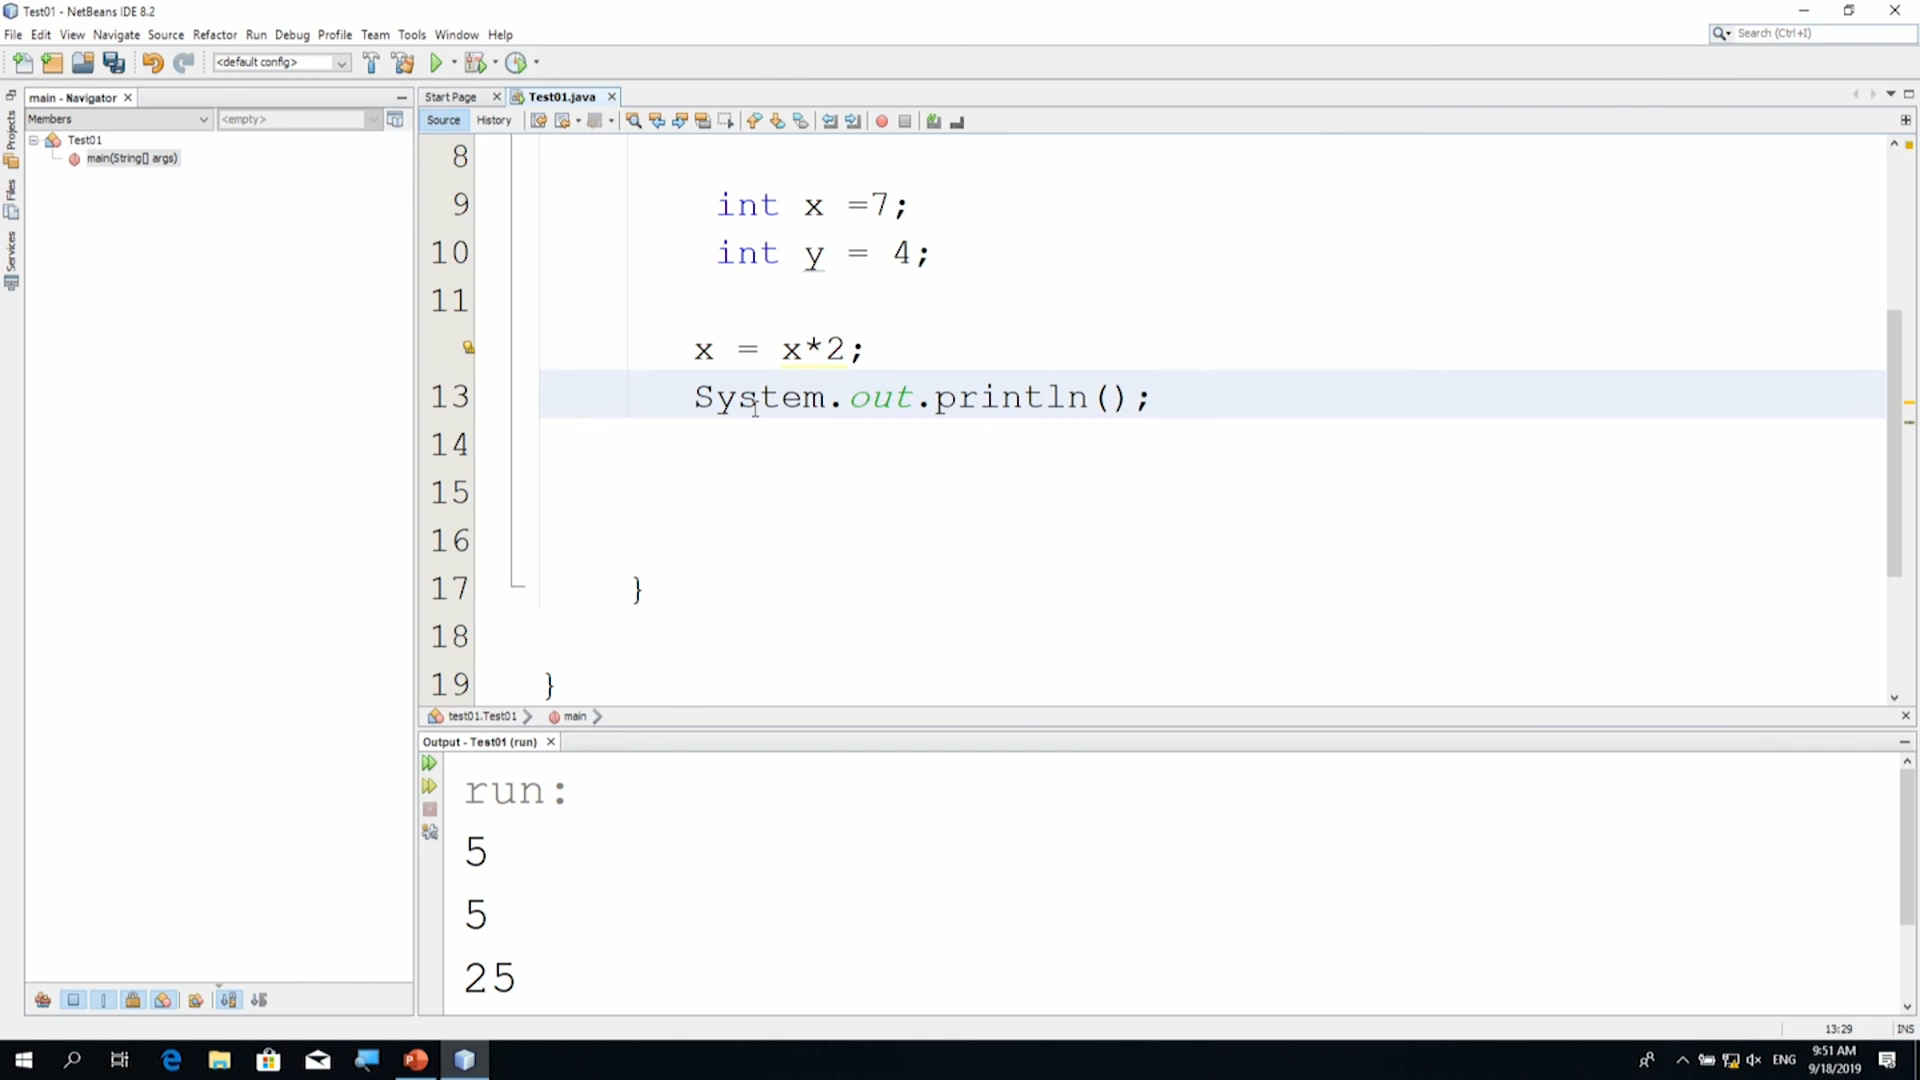 Test01 - NetBeans IDE 8.2
File Edit View Navigate Source Refactor Run Debug Profile Team Tools Window Help
Search (Ctrl+I)
<default config>
main - Navigator
Start Page Test01.java
Members <empty>
Source History
Projects
Files
Services
Test01
main(String[] args)
8
9 int x =7;
10 int y = 4;
11
x = x*2;
13 System.out.println();
14
15
16
17 }
18
19 }
test01.Test01 main
Output - Test01 (run)
run:
5
5
25
13:29 INS
ENG
9:51 AM
9/18/2019